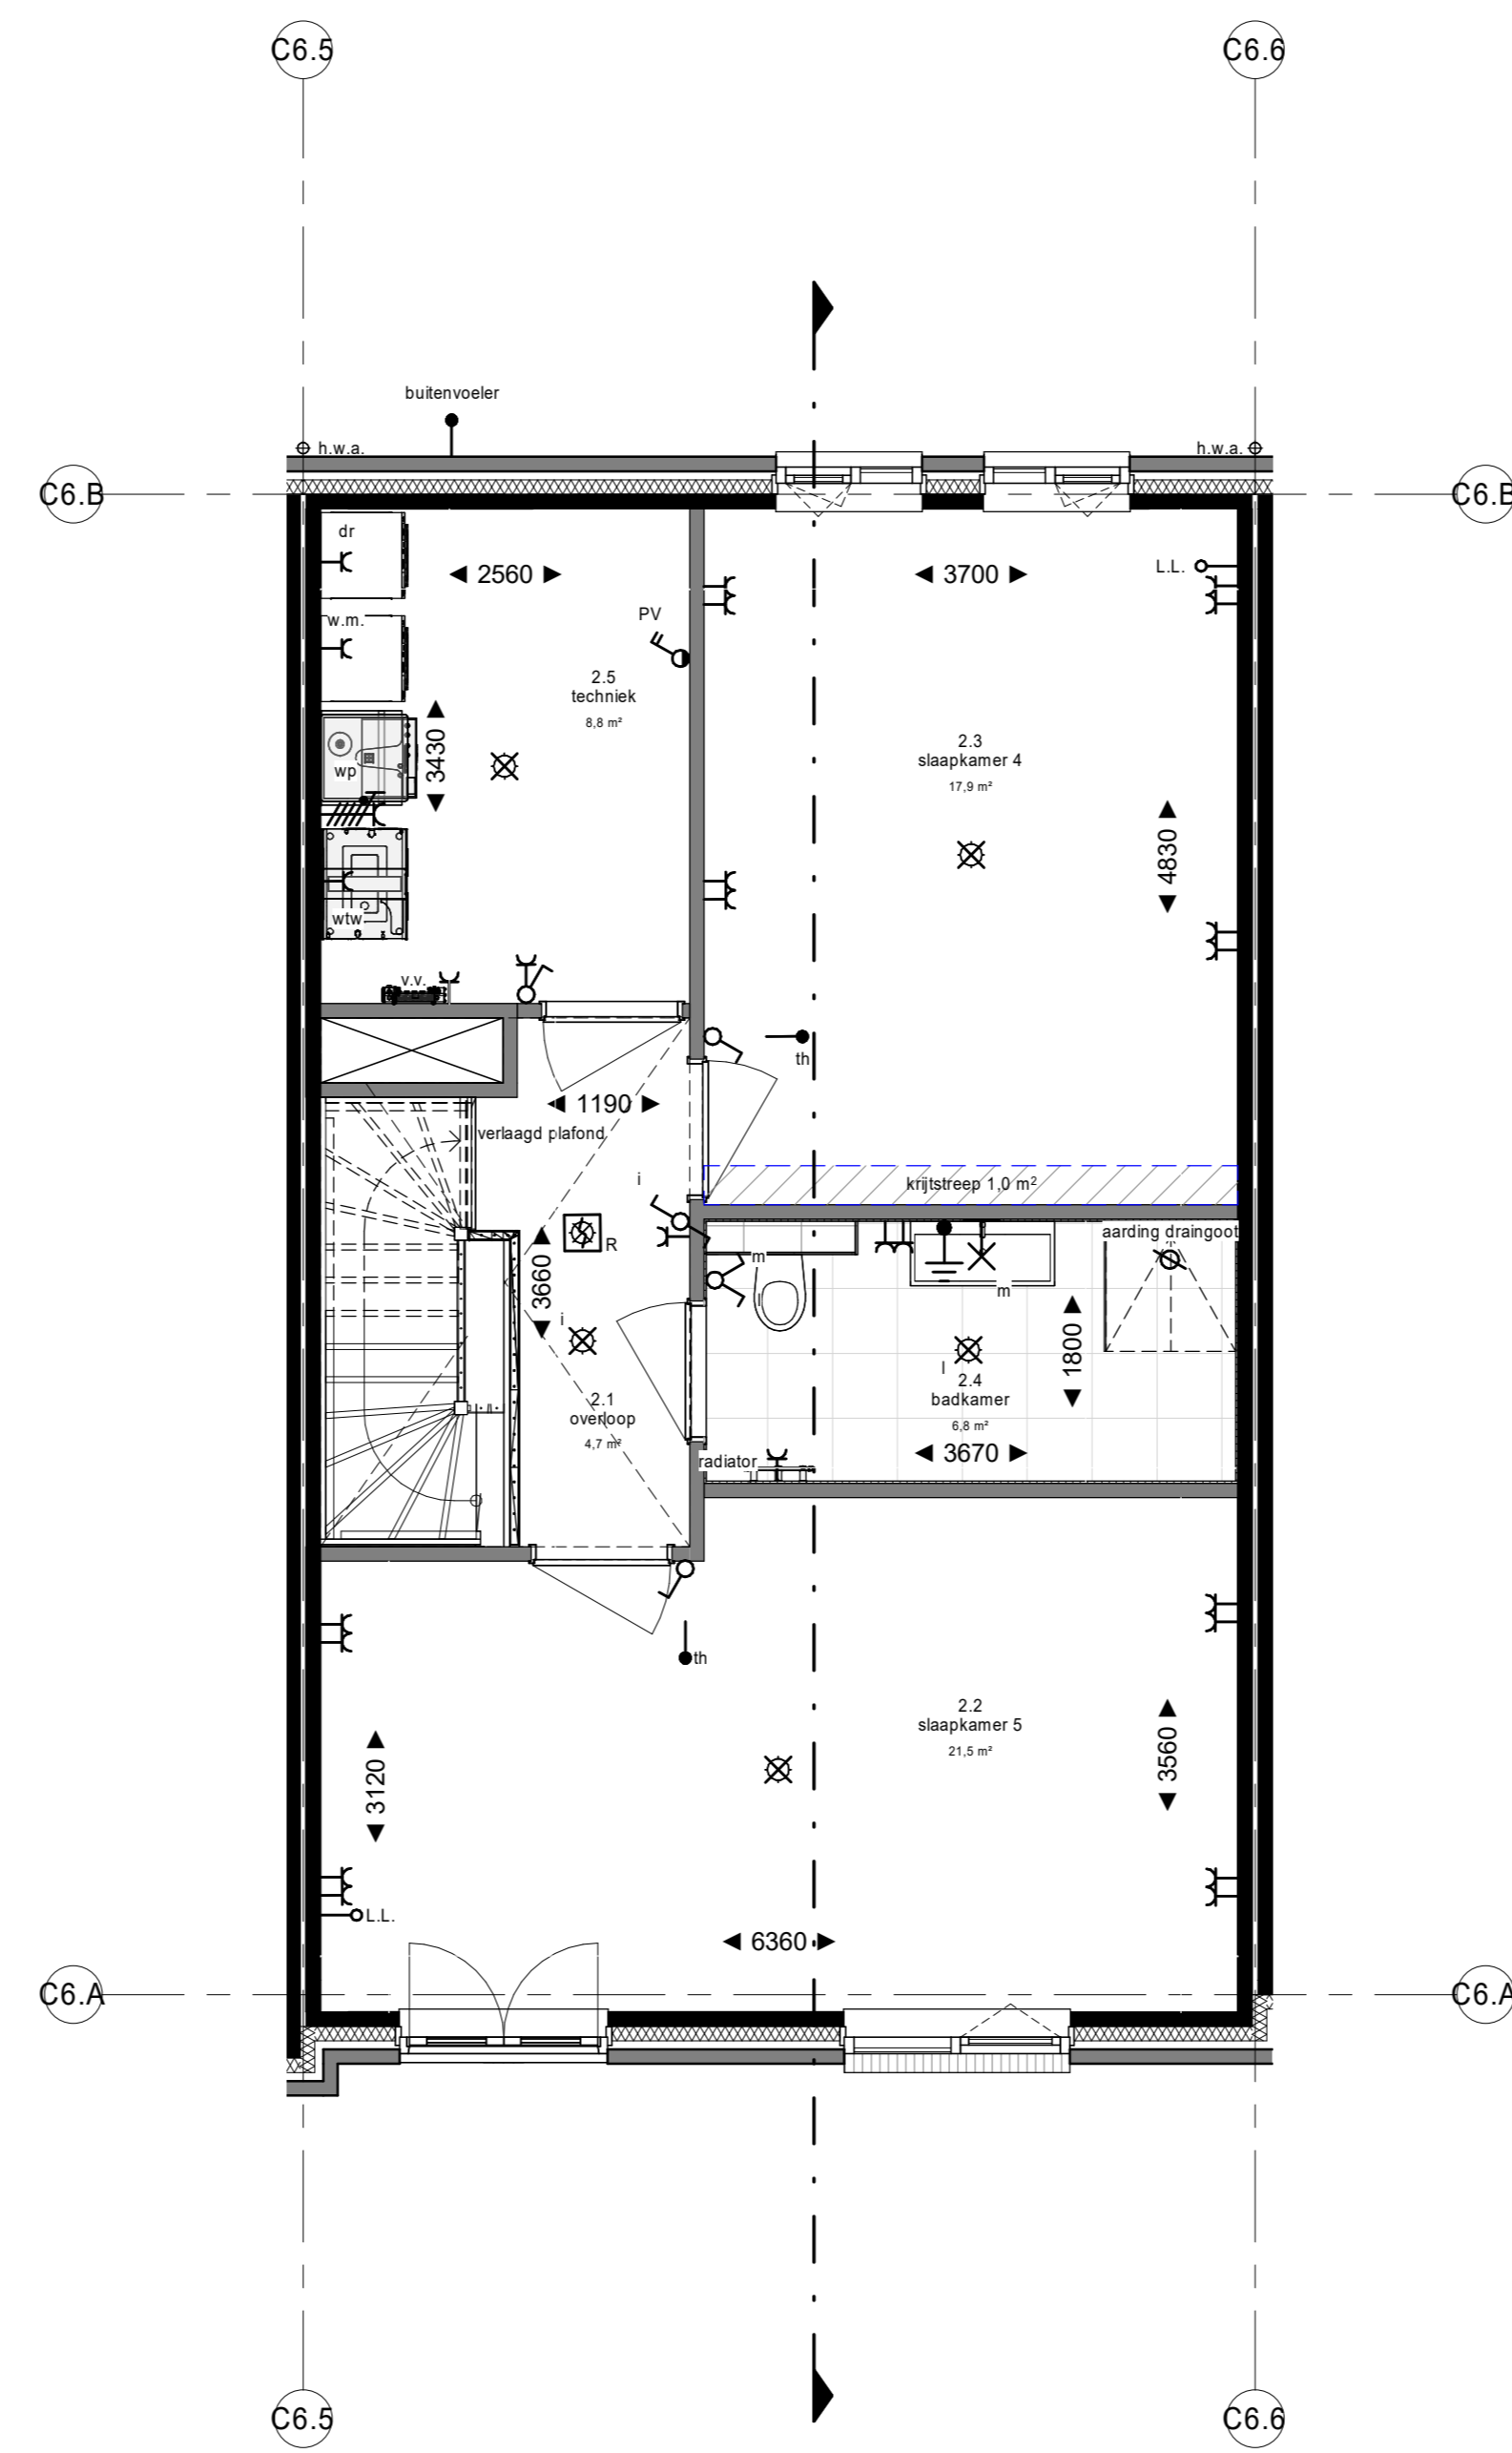 C6.5
C6.6
buitenvoeler
h.w.a.
h.w.a.
C6.B
C6.B
dr
2560
3700
L.L.
w.m.
PV
2.5
techniek
8,8 m²
3430
wp
2.3
slaapkamer 4
17,9 m²
4830
wtw
v.v.
th
1190
verlaagd plafond
i
krijtstreep 1,0 m²
R
aarding draingoot
m
m
3660
i
1800
l
l
2.4
badkamer
6,8 m²
2.1
overloop
4,7 m²
3670
radiator
th
2.2
slaapkamer 5
21,5 m²
3120
3560
L.L.
6360
C6.A
C6.A
C6.5
C6.6